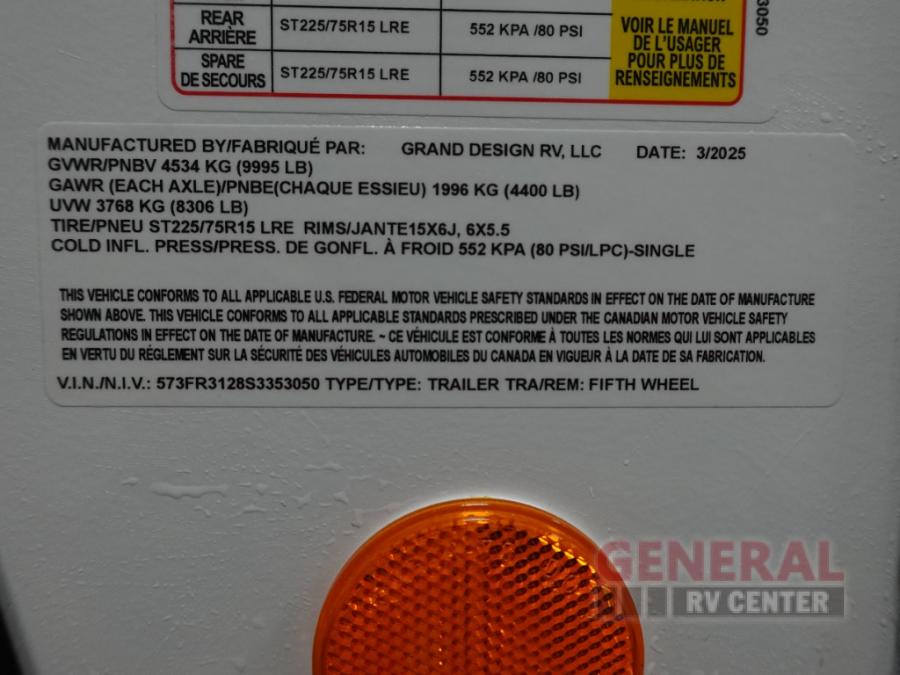 REAR
ARRIÈRE
ST225/75R15 LRE
552 KPA /80 PSI
SPARE
DE SECOURS
ST225/75R15 LRE
552 KPA /80 PSI
VOIR LE MANUEL
DE L'USAGER
POUR PLUS DE
RENSEIGNEMENTS
3050
MANUFACTURED BY/FABRIQUÉ PAR: GRAND DESIGN RV, LLC DATE: 3/2025
GVWR/PNBV 4534 KG (9995 LB)
GAWR (EACH AXLE)/PNBE(CHAQUE ESSIEU) 1996 KG (4400 LB)
UVW 3768 KG (8306 LB)
TIRE/PNEU ST225/75R15 LRE RIMS/JANTE15X6J, 6X5.5
COLD INFL. PRESS/PRESS. DE GONFL. À FROID 552 KPA (80 PSI/LPC)-SINGLE
THIS VEHICLE CONFORMS TO ALL APPLICABLE U.S. FEDERAL MOTOR VEHICLE SAFETY STANDARDS IN EFFECT ON THE DATE OF MANUFACTURE
SHOWN ABOVE. THIS VEHICLE CONFORMS TO ALL APPLICABLE STANDARDS PRESCRIBED UNDER THE CANADIAN MOTOR VEHICLE SAFETY
REGULATIONS IN EFFECT ON THE DATE OF MANUFACTURE. ~ CE VÉHICULE EST CONFORME À TOUTES LES NORMES QUI LUI SONT APPLICABLES
EN VERTU DU RÉGLEMENT SUR LA SÉCURITÉ DES VÉHICULES AUTOMOBILES DU CANADA EN VIGUEUR À LA DATE DE SA FABRICATION.
V.I.N./N.I.V.: 573FR3128S3353050 TYPE/TYPE: TRAILER TRA/REM: FIFTH WHEEL
GENERAL
RV CENTER